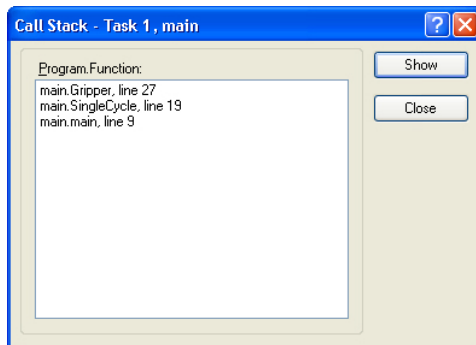 Call Stack - Task 1, main
Program.Function:
main.Gripper, line 27
main.SingleCycle, line 19
main.main, line 9
Show
Close